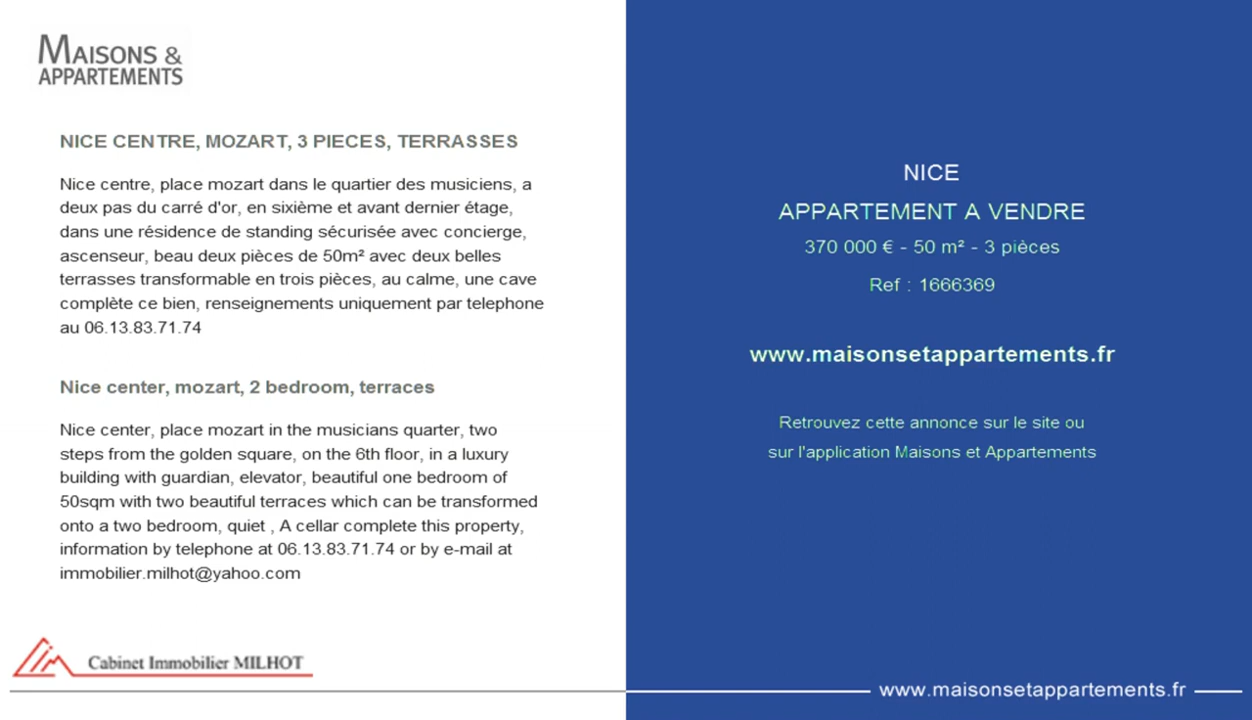 MAISONS &
APPARTEMENTS
NICE CENTRE, MOZART, 3 PIECES, TERRASSES
Nice centre, place mozart dans le quartier des musiciens, a
deux pas du carré d'or, en sixième et avant dernier étage,
dans une résidence de standing sécurisée avec concierge,
ascenseur, beau deux pièces de 50m² avec deux belles
terrasses transformable en trois pièces, au calme, une cave
complète ce bien, renseignements uniquement par telephone
au 06.13.83.71.74
Nice center, mozart, 2 bedroom, terraces
Nice center, place mozart in the musicians quarter, two
steps from the golden square, on the 6th floor, in a luxury
building with guardian, elevator, beautiful one bedroom of
50sqm with two beautiful terraces which can be transformed
onto a two bedroom, quiet , A cellar complete this property,
information by telephone at 06.13.83.71.74 or by e-mail at
immobilier.milhot@yahoo.com
Cabinet Immobilier MILHOT
NICE
APPARTEMENT A VENDRE
370 000 € - 50 m² - 3 pièces
Ref : 1666369
www.maisonsetappartements.fr
Retrouvez cette annonce sur le site ou
sur l'application Maisons et Appartements
www.maisonsetappartements.fr